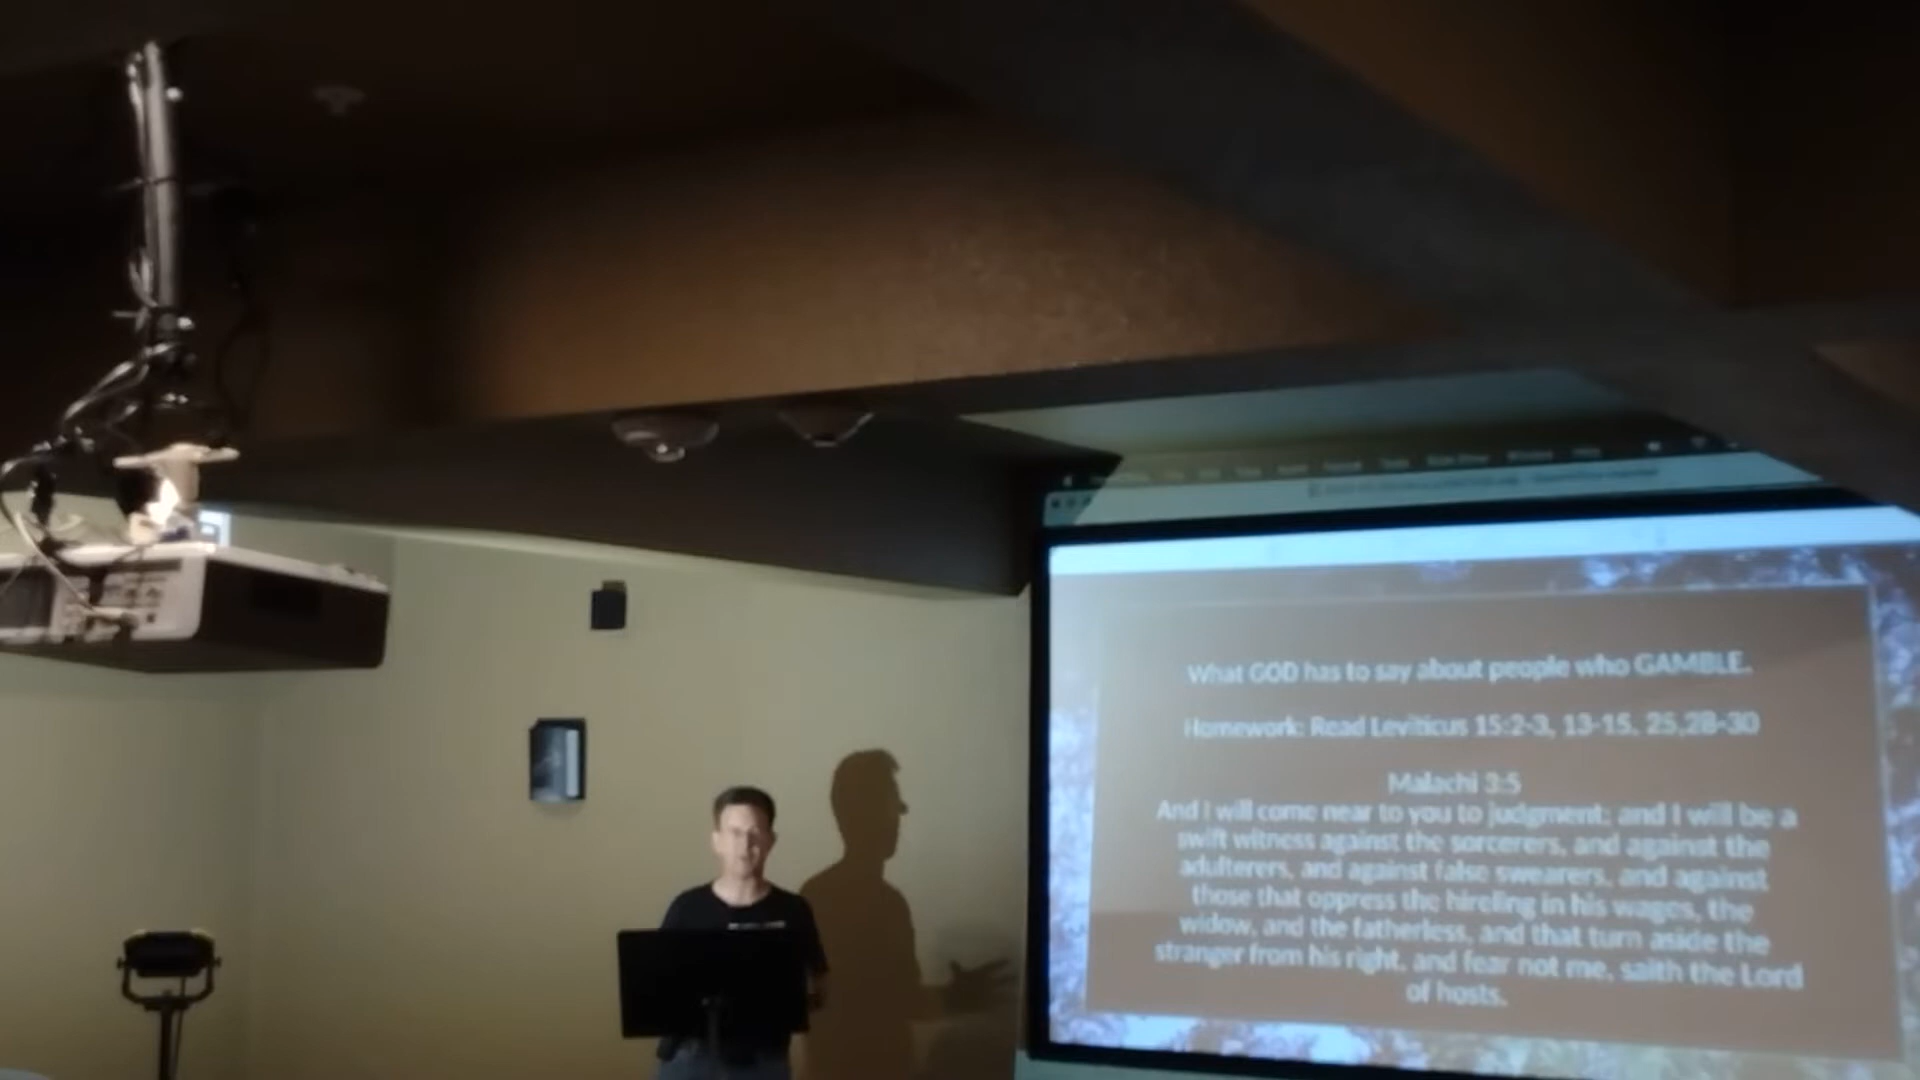 What GOD has to say about people who GAMBLE.
Homework: Read Leviticus 15:2-3, 13-15, 25,28-30
Malachi 3:5
And I will come near to you to judgment; and I will be a
swift witness against the sorcerers, and against the
adulterers, and against false swearers, and against
those that oppress the hireling in his wages, the
widow, and the fatherless, and that turn aside the
stranger from his right, and fear not me, saith the Lord
of hosts.